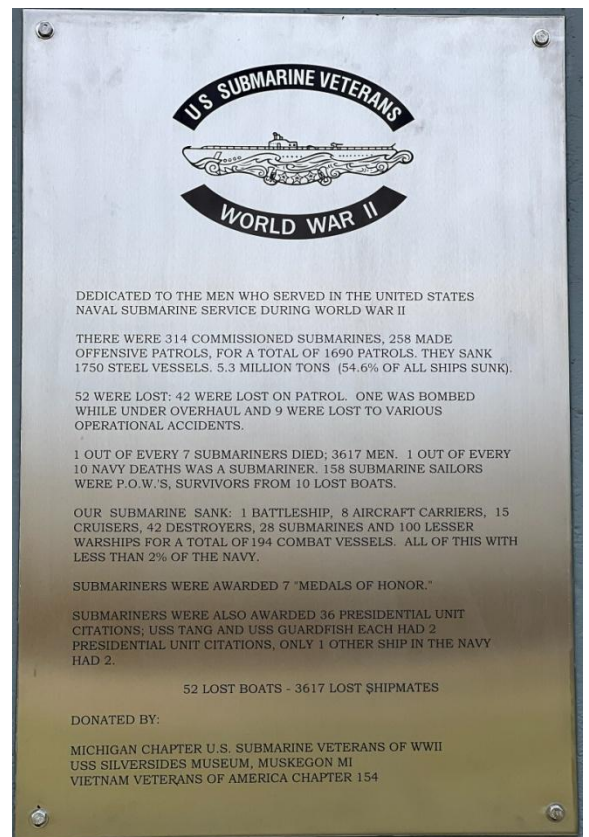 US SUBMARINE VETERANS
WORLD WAR II
DEDICATED TO THE MEN WHO SERVED IN THE UNITED STATES
NAVAL SUBMARINE SERVICE DURING WORLD WAR II
THERE WERE 314 COMMISSIONED SUBMARINES, 258 MADE
OFFENSIVE PATROLS, FOR A TOTAL OF 1690 PATROLS. THEY SANK
1750 STEEL VESSELS. 5.3 MILLION TONS (54.6% OF ALL SHIPS SUNK).
52 WERE LOST: 42 WERE LOST ON PATROL. ONE WAS BOMBED
WHILE UNDER OVERHAUL AND 9 WERE LOST TO VARIOUS
OPERATIONAL ACCIDENTS.
1 OUT OF EVERY 7 SUBMARINERS DIED; 3617 MEN. 1 OUT OF EVERY
10 NAVY DEATHS WAS A SUBMARINER. 158 SUBMARINE SAILORS
WERE P.O.W.'S, SURVIVORS FROM 10 LOST BOATS.
OUR SUBMARINE SANK: 1 BATTLESHIP, 8 AIRCRAFT CARRIERS, 15
CRUISERS, 42 DESTROYERS, 28 SUBMARINES AND 100 LESSER
WARSHIPS FOR A TOTAL OF 194 COMBAT VESSELS. ALL OF THIS WITH
LESS THAN 2% OF THE NAVY.
SUBMARINERS WERE AWARDED 7 "MEDALS OF HONOR."
SUBMARINERS WERE ALSO AWARDED 36 PRESIDENTIAL UNIT
CITATIONS; USS TANG AND USS GUARDFISH EACH HAD 2
PRESIDENTIAL UNIT CITATIONS, ONLY 1 OTHER SHIP IN THE NAVY
HAD 2.
52 LOST BOATS - 3617 LOST SHIPMATES
DONATED BY:
MICHIGAN CHAPTER U.S. SUBMARINE VETERANS OF WWII
USS SILVERSIDES MUSEUM, MUSKEGON MI
VIETNAM VETERANS OF AMERICA CHAPTER 154